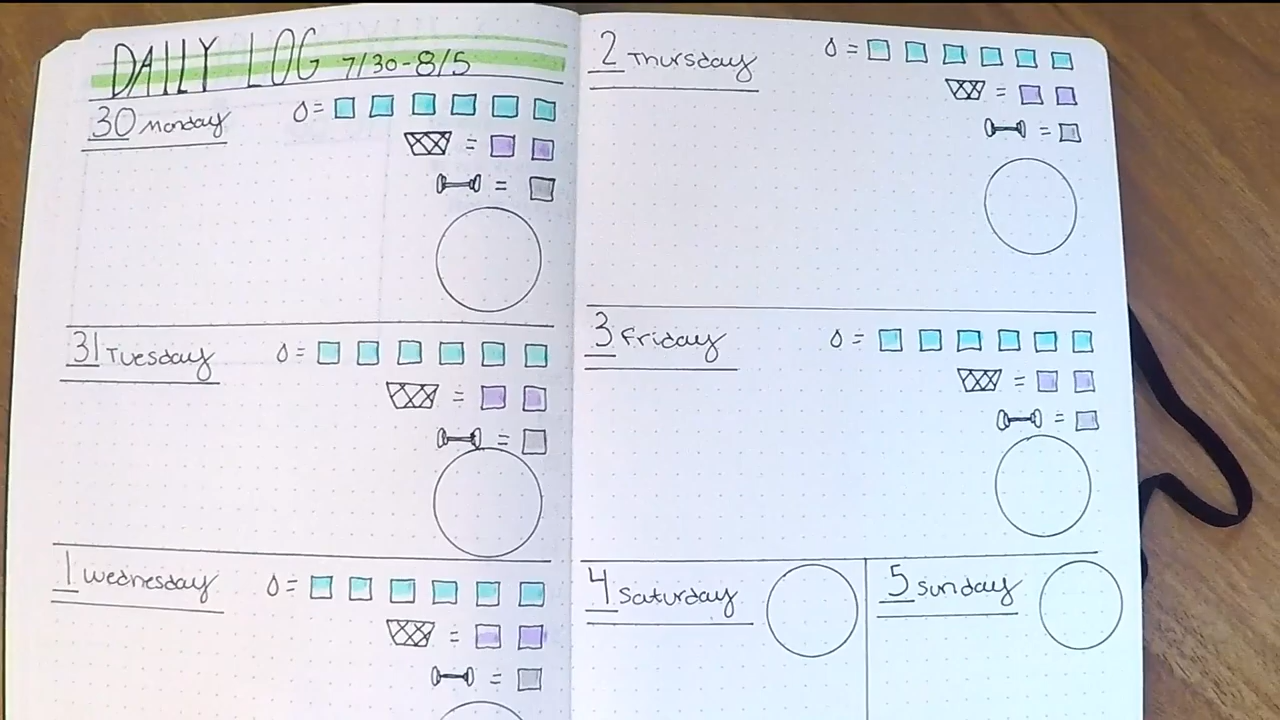 DAILY LOG 7/30-8/5
30 Monday
=
=
=
31 Tuesday
=
=
=
1 Wednesday
=
=
=
2 Thursday
=
=
=
3 Friday
=
=
=
4 Saturday
5 Sunday